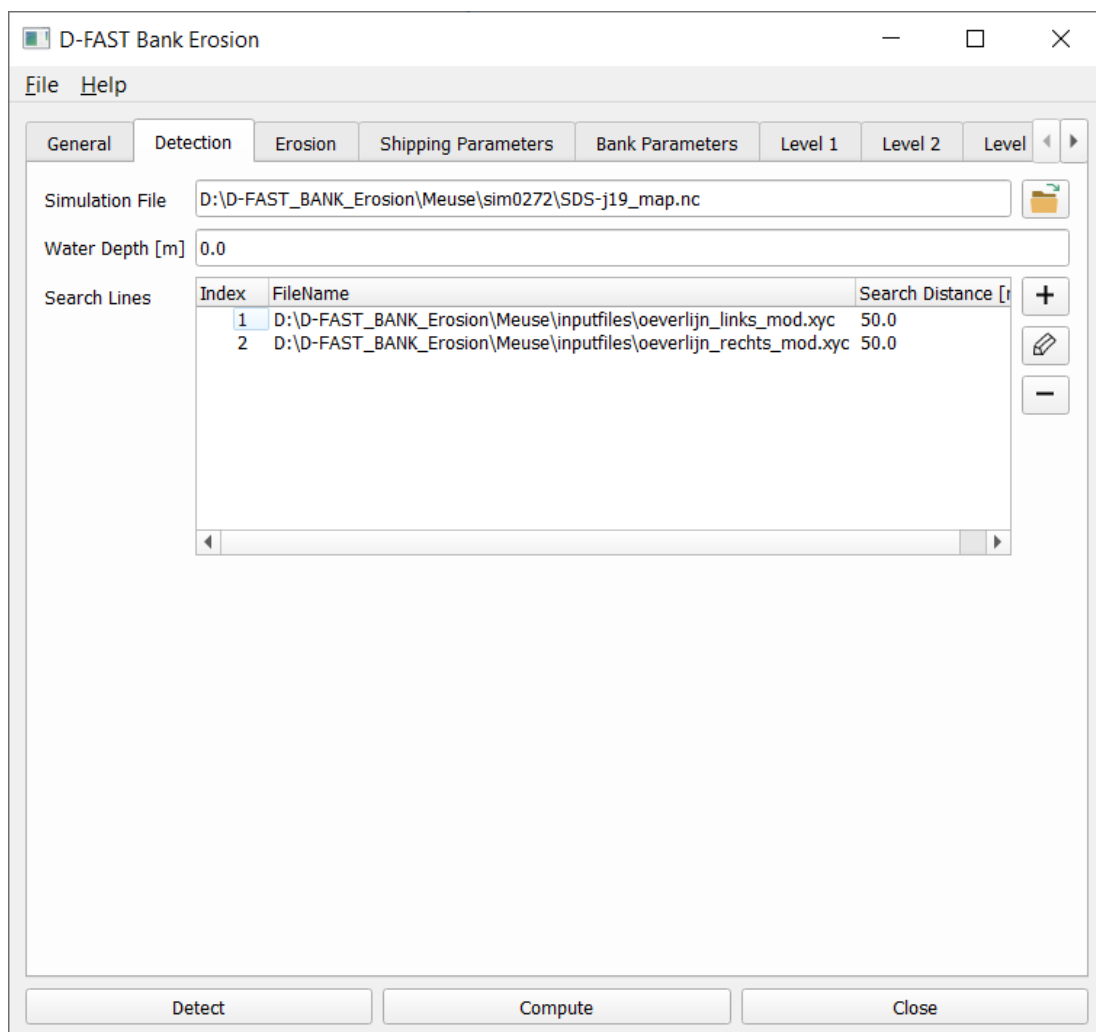 D-FAST Bank Erosion
File Help
General Detection Erosion Shipping Parameters Bank Parameters Level 1 Level 2 Level
Simulation File D:\D-FAST_BANK_Erosion\Meuse\sim0272\SDS-j19_map.nc
Water Depth [m] 0.0
Search Lines Index FileName Search Distance [
1 D:\D-FAST_BANK_Erosion\Meuse\inputfiles\oeverlijn_links_mod.xyc 50.0
2 D:\D-FAST_BANK_Erosion\Meuse\inputfiles\oeverlijn_rechts_mod.xyc 50.0
Detect Compute Close